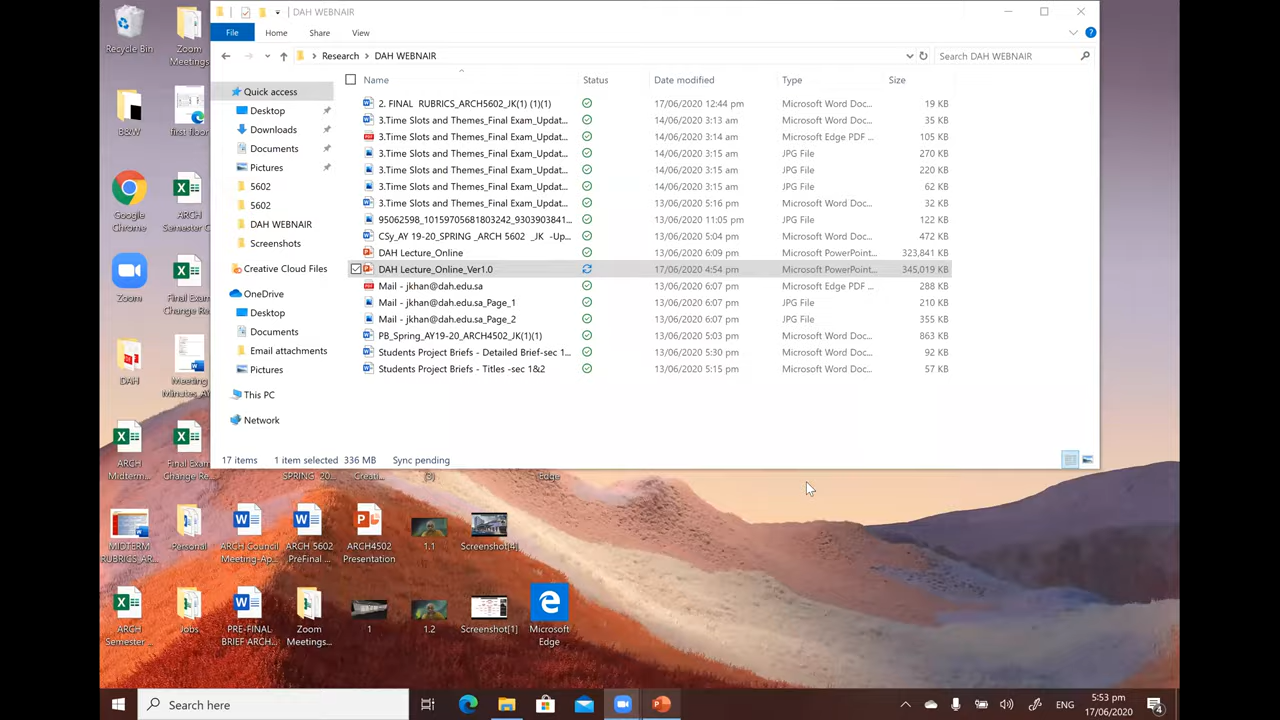 DAH WEBNAIR
File
Home
Share
View
Research
DAH WEBNAIR
Search DAH WEBNAIR
Name
Status
Date modified
Type
Size
Quick access
Desktop
Downloads
Documents
Pictures
5602
5602
DAH WEBNAIR
Screenshots
Creative Cloud Files
OneDrive
Desktop
Documents
Email attachments
Pictures
This PC
Network
2. FINAL RUBRICS_ARCH5602_JK(1) (1)(1) 17/06/2020 12:44 pm Microsoft Word Doc... 19 KB
3.Time Slots and Themes_Final Exam_Updat... 14/06/2020 3:13 am Microsoft Word Doc... 35 KB
3.Time Slots and Themes_Final Exam_Updat... 14/06/2020 3:14 am Microsoft Edge PDF ... 105 KB
3.Time Slots and Themes_Final Exam_Updat... 14/06/2020 3:15 am JPG File 270 KB
3.Time Slots and Themes_Final Exam_Updat... 14/06/2020 3:15 am JPG File 220 KB
3.Time Slots and Themes_Final Exam_Updat... 14/06/2020 3:15 am JPG File 62 KB
3.Time Slots and Themes_Final Exam_Updat... 13/06/2020 5:16 pm Microsoft Word Doc... 32 KB
95062598_10159705681803242_9303903841... 13/06/2020 11:05 pm JPG File 122 KB
CSy_AY 19-20_SPRING _ARCH 5602 _JK -Up... 13/06/2020 5:04 pm Microsoft Word Doc... 472 KB
DAH Lecture_Online 13/06/2020 6:09 pm Microsoft PowerPoint... 323,841 KB
DAH Lecture_Online_Ver1.0 17/06/2020 4:54 pm Microsoft PowerPoint... 345,019 KB
Mail - jkhan@dah.edu.sa 13/06/2020 6:07 pm Microsoft Edge PDF ... 288 KB
Mail - jkhan@dah.edu.sa_Page_1 13/06/2020 6:07 pm JPG File 210 KB
Mail - jkhan@dah.edu.sa_Page_2 13/06/2020 6:07 pm JPG File 355 KB
PB_Spring_AY19-20_ARCH4502_JK(1)(1) 13/06/2020 5:03 pm Microsoft Word Doc... 863 KB
Students Project Briefs - Detailed Brief-sec 1... 13/06/2020 5:30 pm Microsoft Word Doc... 92 KB
Students Project Briefs - Titles -sec 1&2 13/06/2020 5:15 pm Microsoft Word Doc... 57 KB
17 items
1 item selected 336 MB
Sync pending
Recycle Bin
Zoom
Meetings
B&W
first floor
Google
Chrome
ARCH
Semester
Zoom
Final Exam
Change Re...
DAH
Meeting
Minutes_A
ARCH
Midterm
Final Exam
Change Re...
Edge
MIDTERM
RUBRICS_AR...
Personal
ARCH Council
Meeting-Ap...
ARCH 5602
PreFinal ...
ARCH4502
Presentation
1.1
Screenshot[4]
ARCH
Semester ...
Jobs
PRE-FINAL
BRIEF ARCH...
Zoom
Meetings...
1
1.2
Screenshot[1]
Microsoft
Edge
Search here
ENG
5:53 pm
17/06/2020
4